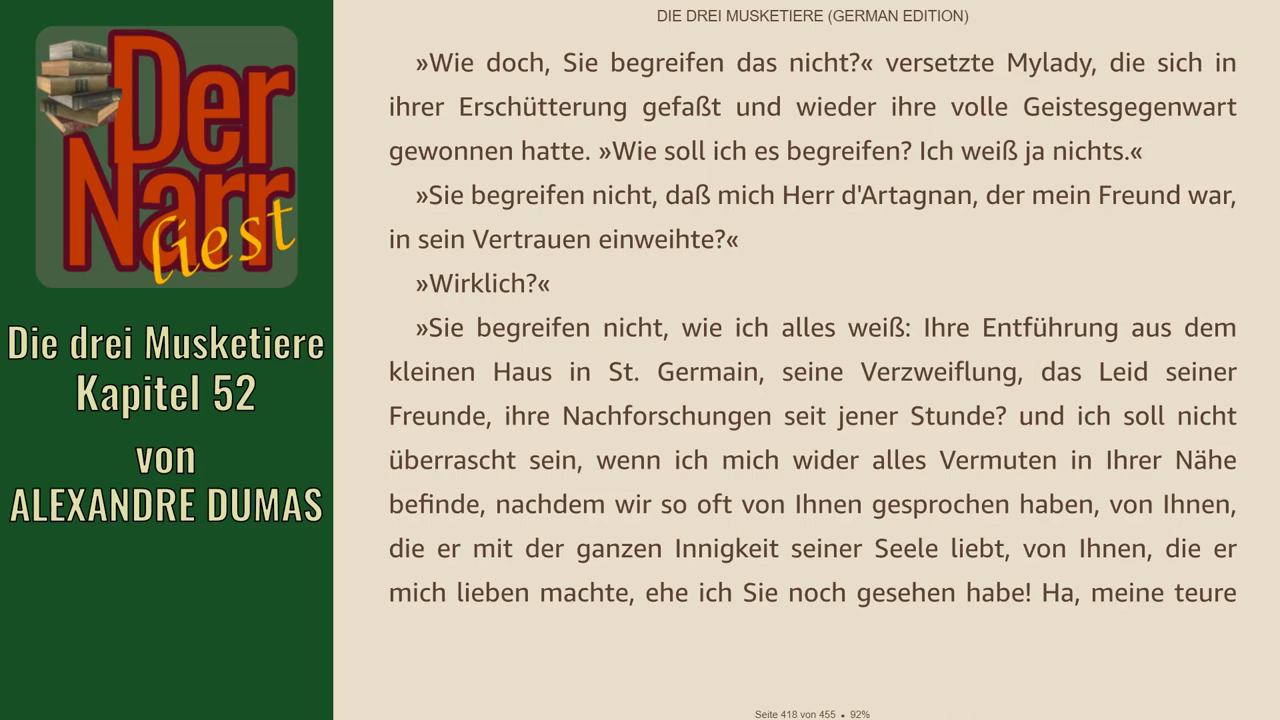 Der
Narr
liest
Die drei Musketiere
Kapitel 52
von
ALEXANDRE DUMAS
DIE DREI MUSKETIERE (GERMAN EDITION)
»Wie doch, Sie begreifen das nicht?« versetzte Mylady, die sich in
ihrer Erschütterung gefaßt und wieder ihre volle Geistesgegenwart
gewonnen hatte. »Wie soll ich es begreifen? Ich weiß ja nichts.«
»Sie begreifen nicht, daß mich Herr d'Artagnan, der mein Freund war,
in sein Vertrauen einweihte?«
»Wirklich?«
»Sie begreifen nicht, wie ich alles weiß: Ihre Entführung aus dem
kleinen Haus in St. Germain, seine Verzweiflung, das Leid seiner
Freunde, ihre Nachforschungen seit jener Stunde? und ich soll nicht
überrascht sein, wenn ich mich wider alles Vermuten in Ihrer Nähe
befinde, nachdem wir so oft von Ihnen gesprochen haben, von Ihnen,
die er mit der ganzen Innigkeit seiner Seele liebt, von Ihnen, die er
mich lieben machte, ehe ich Sie noch gesehen habe! Ha, meine teure
Seite 418 von 455 • 92%